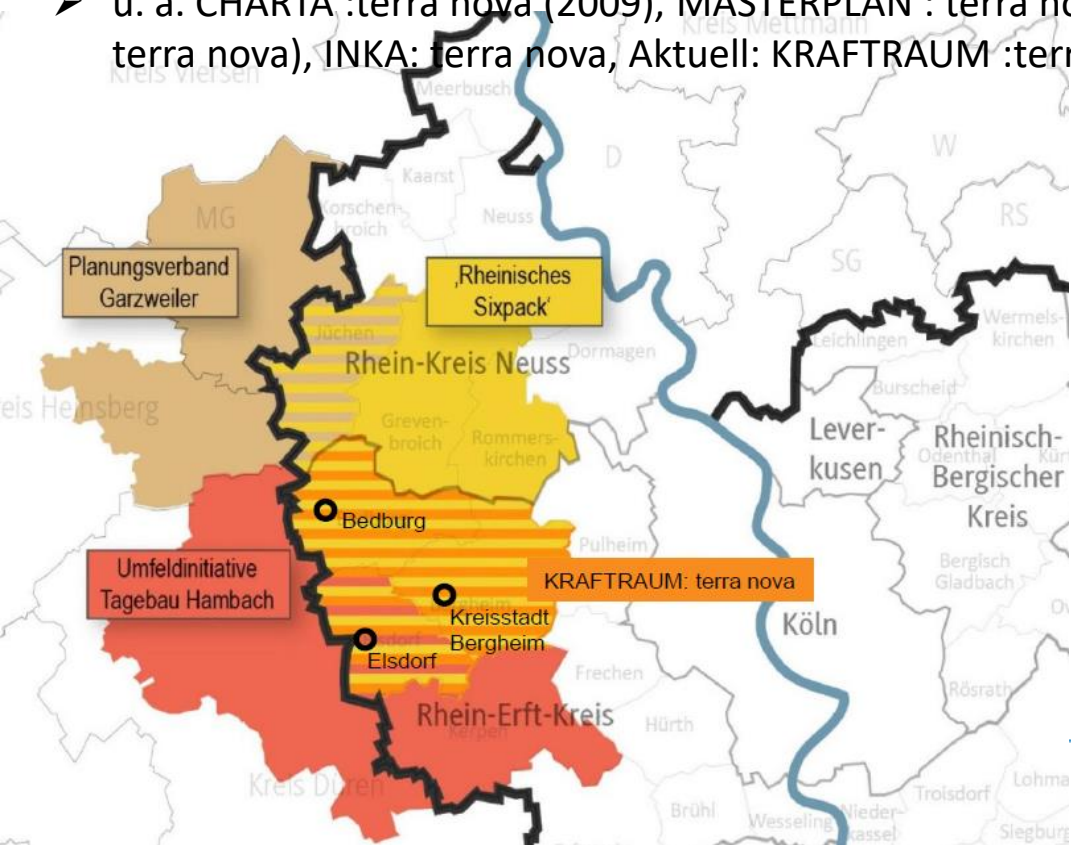 ➢ u. a. CHARTA :terra nova (2009), MASTERPLAN : terra no
terra nova), INKA: terra nova, Aktuell: KRAFTRAUM :terr
Kreis Mettmann
Kreis Viersen
Meerbusch
D
W
Kaarst
MG
Korschen-
broich
Neuss
RS
SG
Planungsverband
Garzweiler
‚Rheinisches
Sixpack‘
Jüchen
Rhein-Kreis Neuss
Dormagen
Leichlingen
Wermels-
kirchen
Burscheid
eis Heinsberg
Greven-
broich
Rommers-
kirchen
Lever-
kusen
Rheinisch-
Odenthal
Kür
Bergischer
Kreis
Bedburg
Pulheim
Bergisch
Gladbach
Umfeldinitiative
Tagebau Hambach
KRAFTRAUM: terra nova
Kreisstadt
Bergheim
Köln
Elsdorf
Frechen
Rösrath
Rhein-Erft-Kreis
Kerpen
Hürth
Kreis Düren
Lohma
Troisdorf
Brühl
Wesseling
Nieder-
kassel
Siegburg